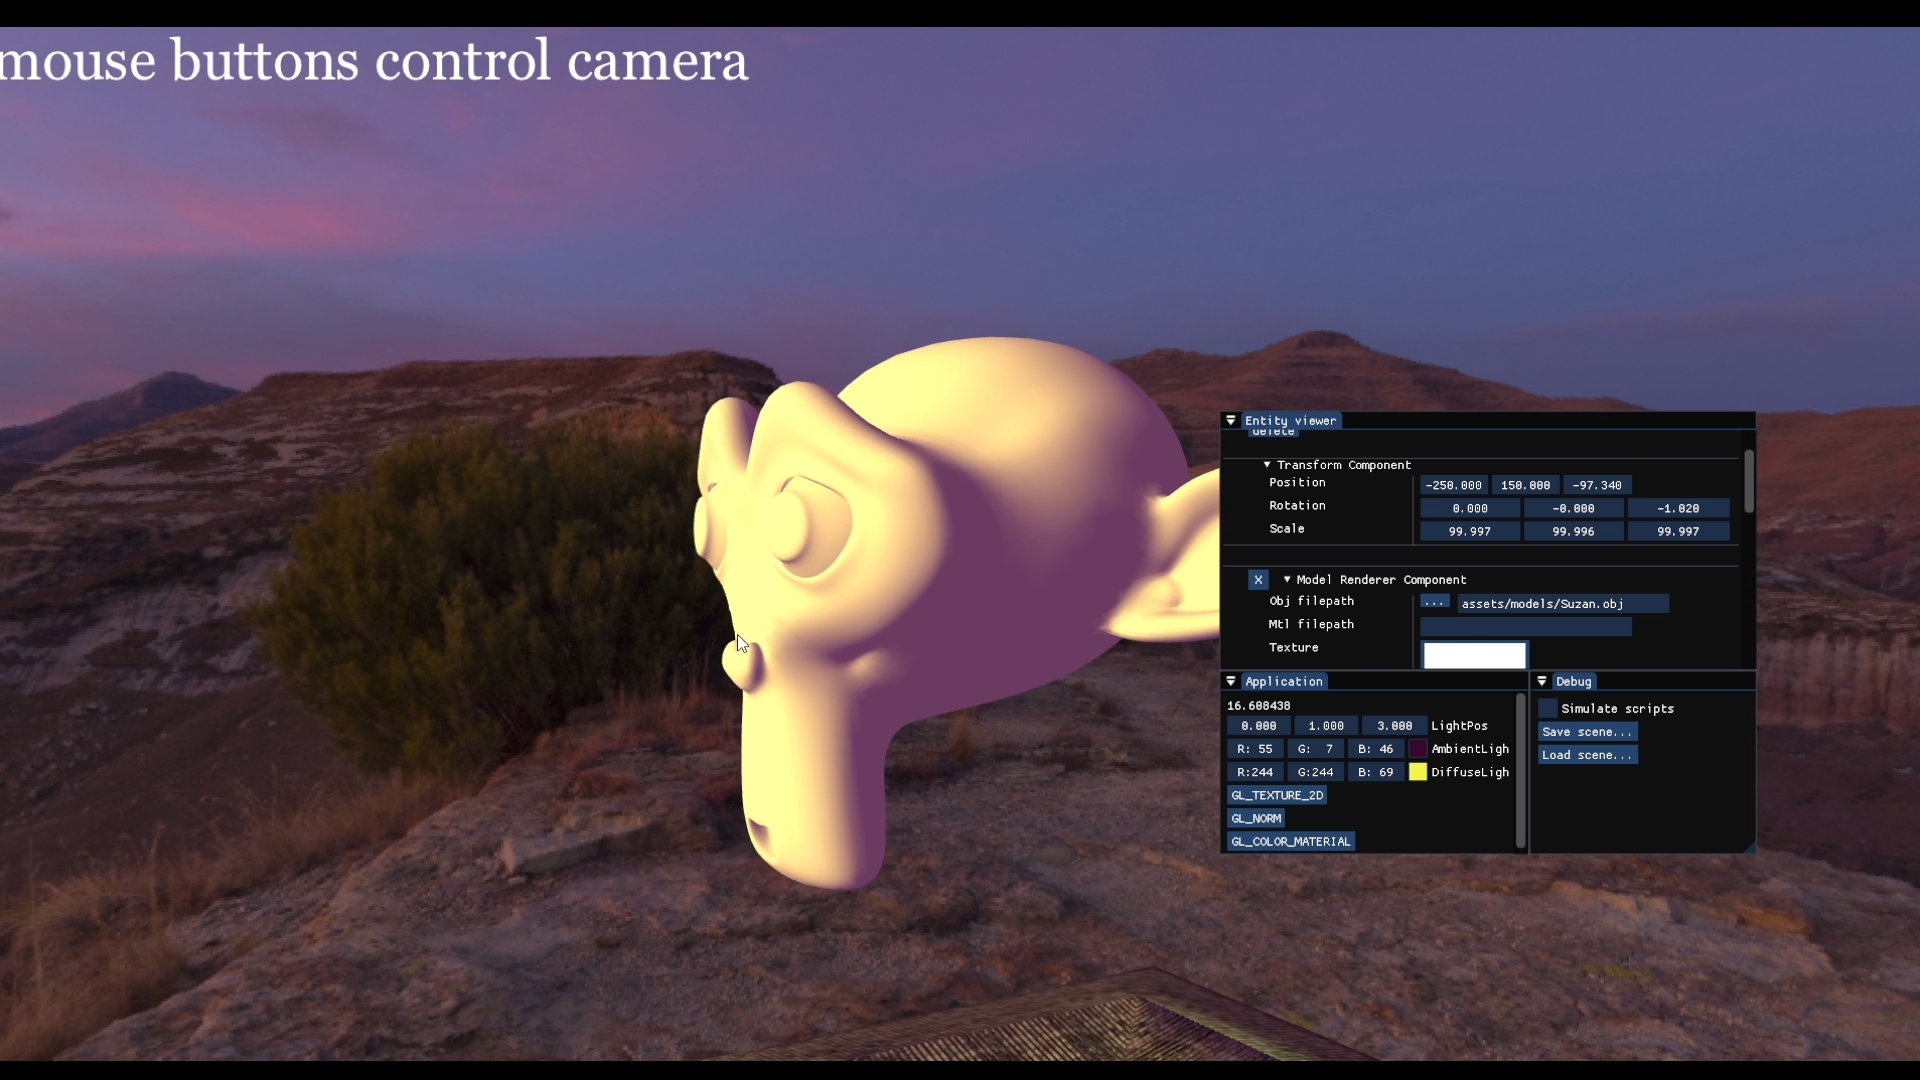 mouse buttons control camera
Entity viewer
delete
Transform Component
Position -250.000 150.000 -97.340
Rotation 0.000 -0.000 -1.020
Scale 99.997 99.996 99.997
X Model Renderer Component
Obj filepath ... assets/models/Suzan.obj
Mtl filepath
Texture
Application
16.608438
0.000 1.000 3.000 LightPos
R: 55 G: 7 B: 46 AmbientLigh
R:244 G:244 B: 69 DiffuseLigh
GL_TEXTURE_2D
GL_NORM
GL_COLOR_MATERIAL
Debug
Simulate scripts
Save scene...
Load scene...